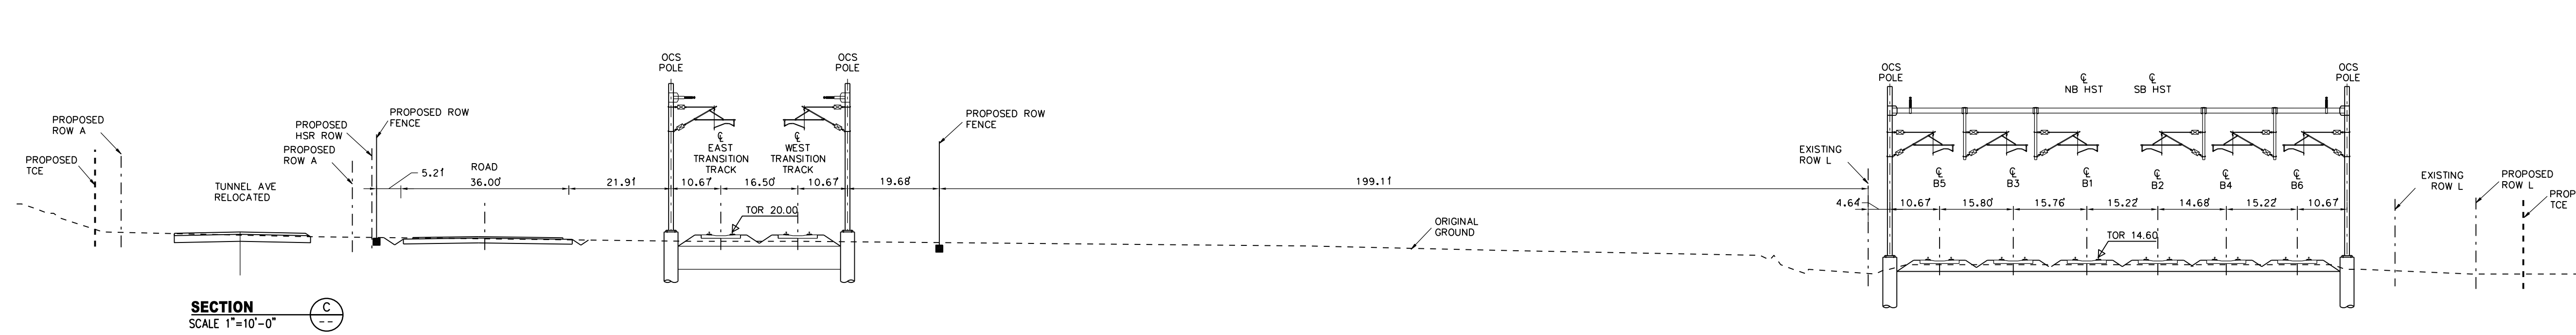 PROPOSED
TCE
PROPOSED
ROW A
TUNNEL AVE
RELOCATED
PROPOSED
HSR ROW
PROPOSED
ROW A
PROPOSED ROW
FENCE
5.21'
ROAD
36.00'
21.91'
OCS
POLE
OCS
POLE
℄
EAST
TRANSITION
TRACK
℄
WEST
TRANSITION
TRACK
10.67'
16.50'
10.67'
19.68'
TOR 20.00
PROPOSED ROW
FENCE
199.11'
ORIGINAL
GROUND
EXISTING
ROW L
4.64'
OCS
POLE
℄
NB HST
℄
SB HST
OCS
POLE
℄
B5
℄
B3
℄
B1
℄
B2
℄
B4
℄
B6
10.67'
15.80'
15.76'
15.22'
14.68'
15.22'
10.67'
TOR 14.60
EXISTING
ROW L
PROPOSED
ROW L
PROP
TCE
SECTION
SCALE 1"=10'-0"
C
--